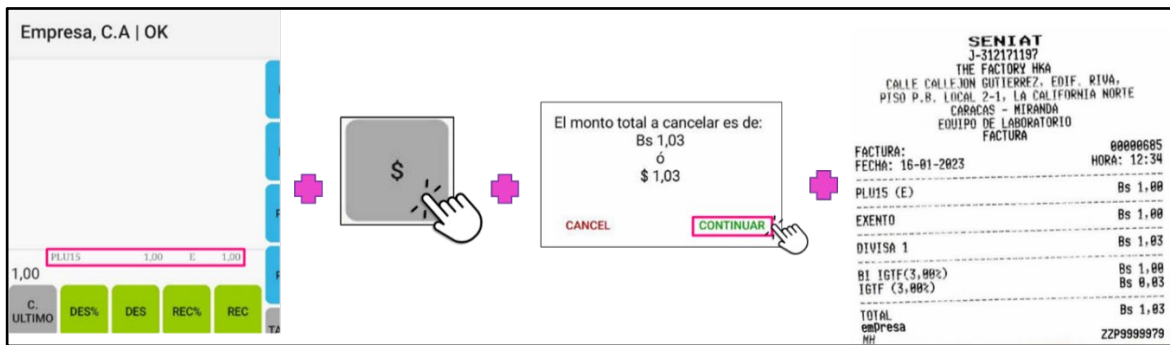 Empresa, C.A | OK
PLU15 1,00 E 1,00
1,00
C. ULTIMO
DES%
DES
REC%
REC
$
El monto total a cancelar es de:
Bs 1,03
ó
$ 1,03
CANCEL CONTINUAR
SENIAT
J-312171197
THE FACTORY HKA
CALLE CALLEJON GUTIERREZ, EDIF. RIVA,
PISO P.B. LOCAL 2-1, LA CALIFORNIA NORTE
CARACAS - MIRANDA
EQUIPO DE LABORATORIO
FACTURA
FACTURA: 00000685
FECHA: 16-01-2023 HORA: 12:34
PLU15 (E) Bs 1,00
EXENTO Bs 1,00
DIVISA 1 Bs 1,03
BI IGTF(3,00%) Bs 1,00
IGTF (3,00%) Bs 0,03
TOTAL Bs 1,03
emPresa
MH ZZP9999979